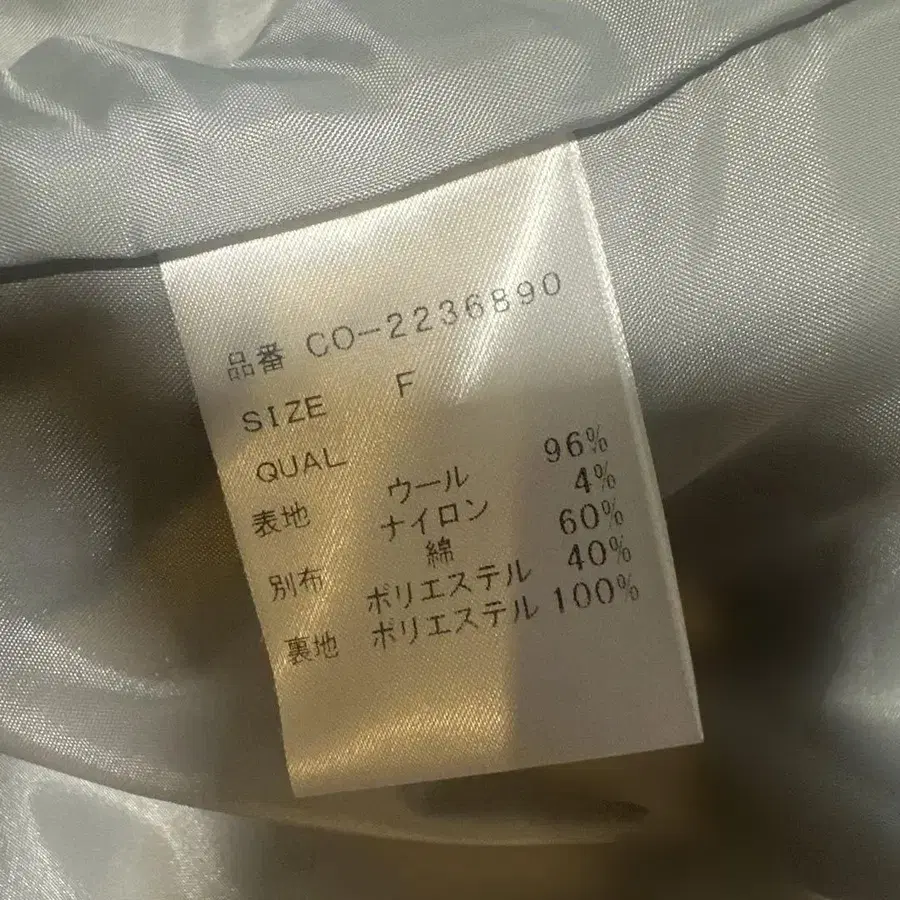 品番 CO-2236890
SIZE F
QUAL
表地 ウール 96%
ナイロン 4%
別布 綿 60%
ポリエステル 40%
裏地 ポリエステル 100%